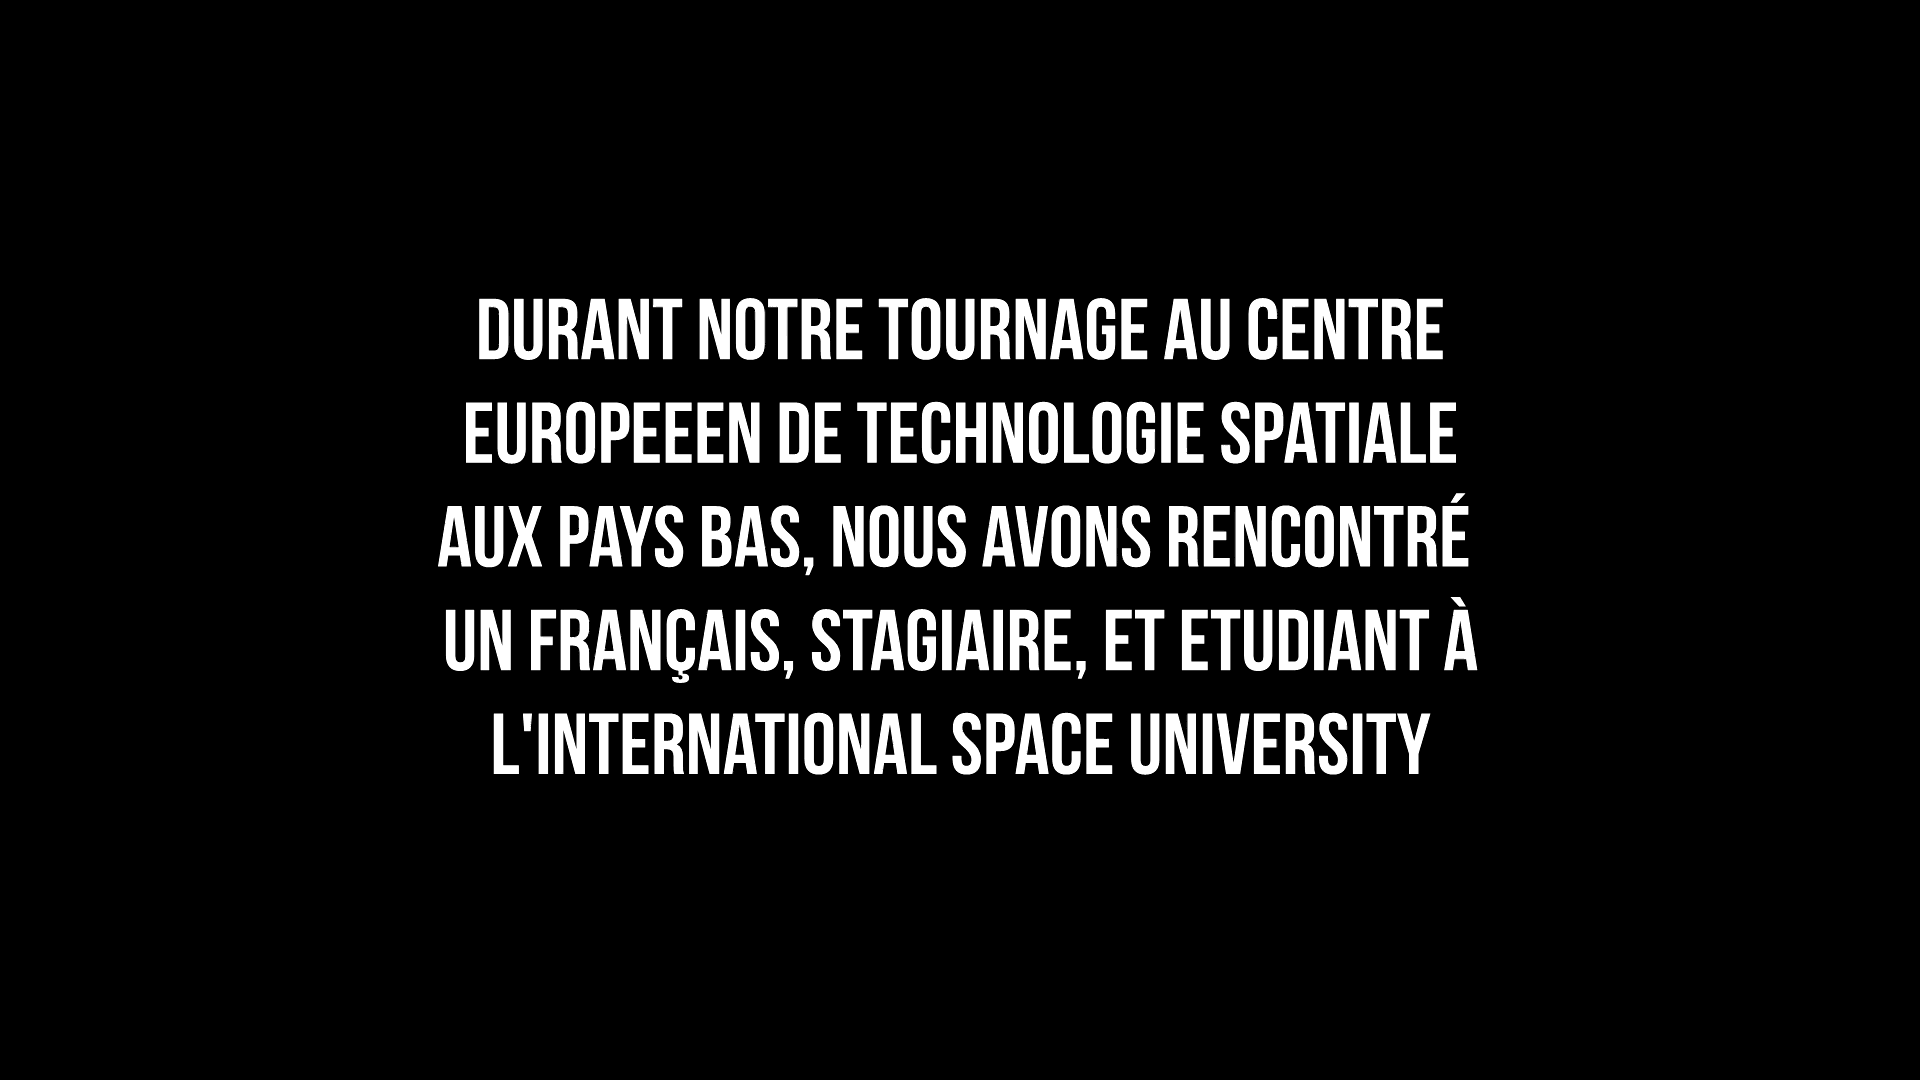 DURANT NOTRE TOURNAGE AU CENTRE
EUROPEEEN DE TECHNOLOGIE SPATIALE
AUX PAYS BAS, NOUS AVONS RENCONTRÉ
UN FRANÇAIS, STAGIAIRE, ET ETUDIANT À
L'INTERNATIONAL SPACE UNIVERSITY